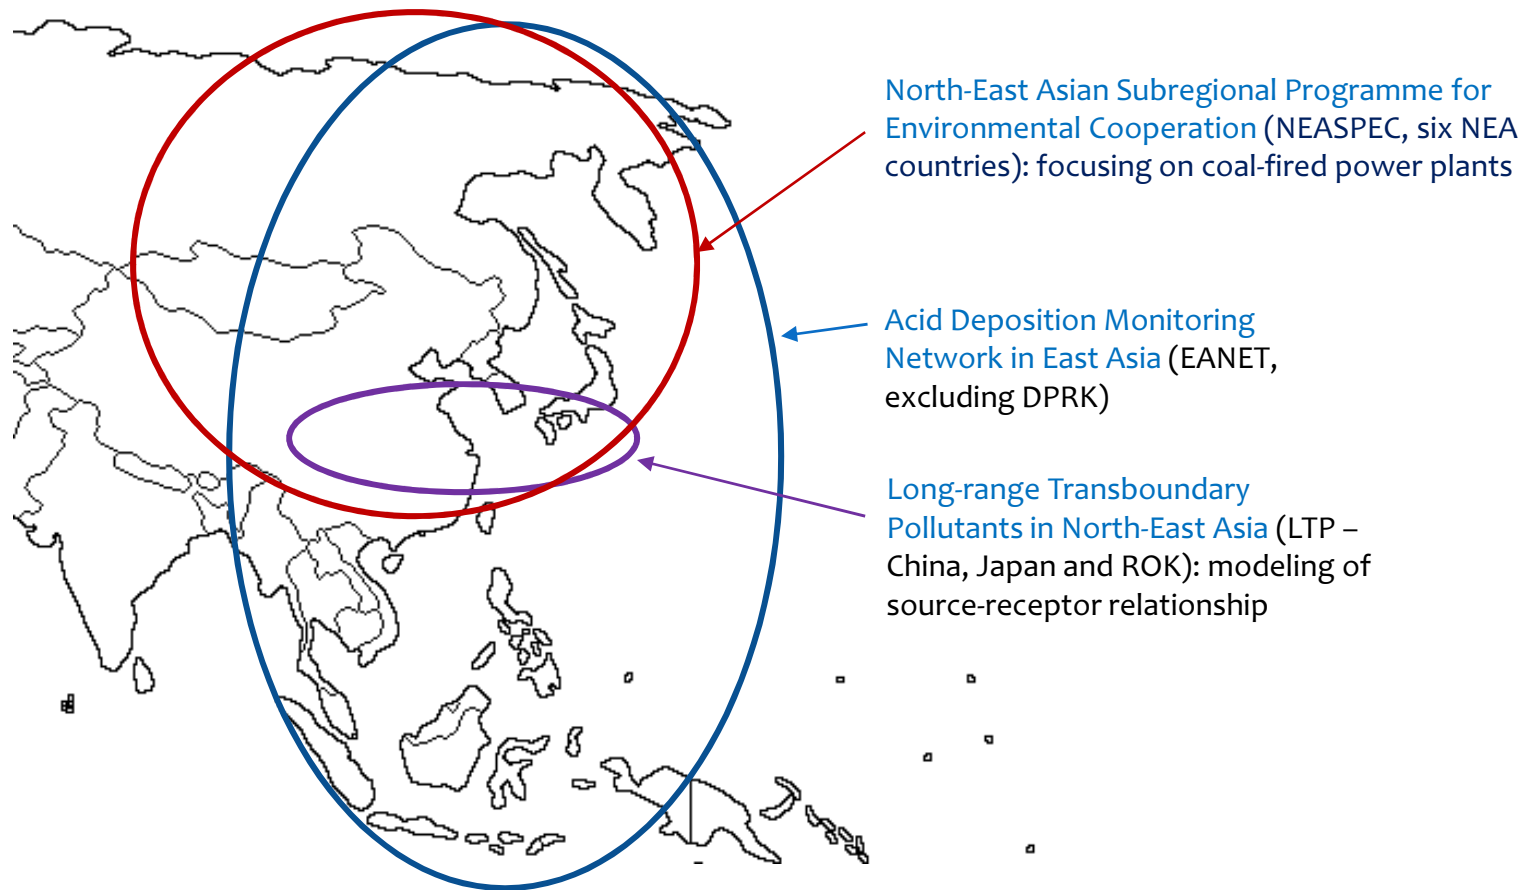 North-East Asian Subregional Programme for
Environmental Cooperation (NEASPEC, six NEA
countries): focusing on coal-fired power plants
Acid Deposition Monitoring
Network in East Asia (EANET,
excluding DPRK)
Long-range Transboundary
Pollutants in North-East Asia (LTP –
China, Japan and ROK): modeling of
source-receptor relationship